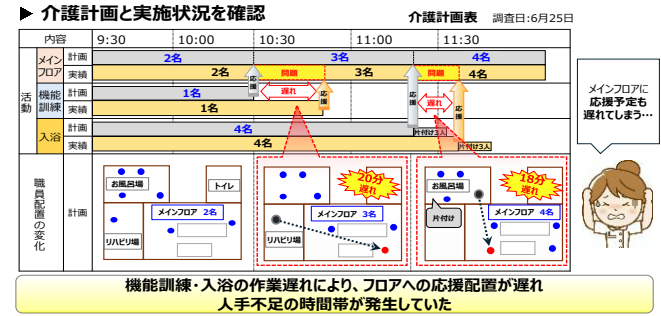 ▶ 介護計画と実施状況を確認
介護計画表 調査日:6月25日
内容 9:30 10:00 10:30 11:00 11:30
活動
メインフロア 計画 2名 3名 4名
実績 2名 問題 3名 問題 4名
機能訓練 計画 1名 応援 遅れ 応援 応援 遅れ 応援
実績 1名
入浴 計画 4名 片付け3人
実績 4名 片付け3人
職員配置の変化
計画
お風呂場 トイレ
メインフロア 2名
リハビリ場
20分遅れ
メインフロア 3名
リハビリ場
お風呂場
18分遅れ
メインフロア 4名
片付け
メインフロアに
応援予定も
遅れてしまう…
機能訓練・入浴の作業遅れにより、フロアへの応援配置が遅れ
人手不足の時間帯が発生していた